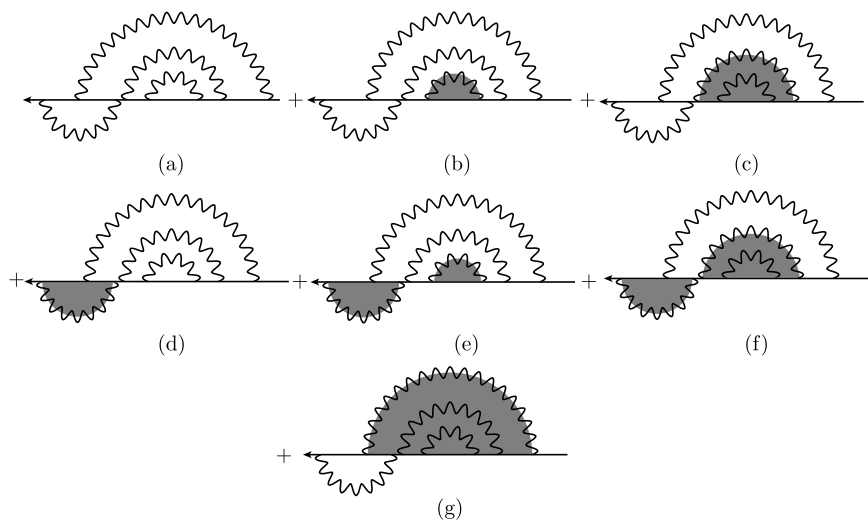 + +
(a) (b) (c)
+ + +
(d) (e) (f)
+
(g)